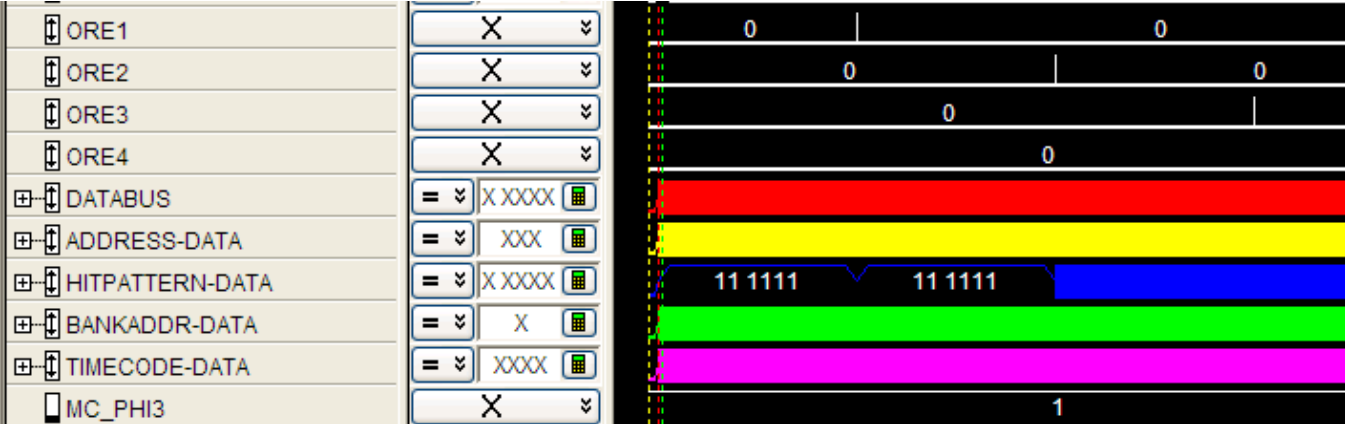 ORE1 X 0 0
ORE2 X 0 0
ORE3 X 0
ORE4 X 0
DATABUS = X XXXX
ADDRESS-DATA = XXX
HITPATTERN-DATA = X XXXX 11 1111 11 1111
BANKADDR-DATA = X
TIMECODE-DATA = XXXX
MC_PHI3 X 1